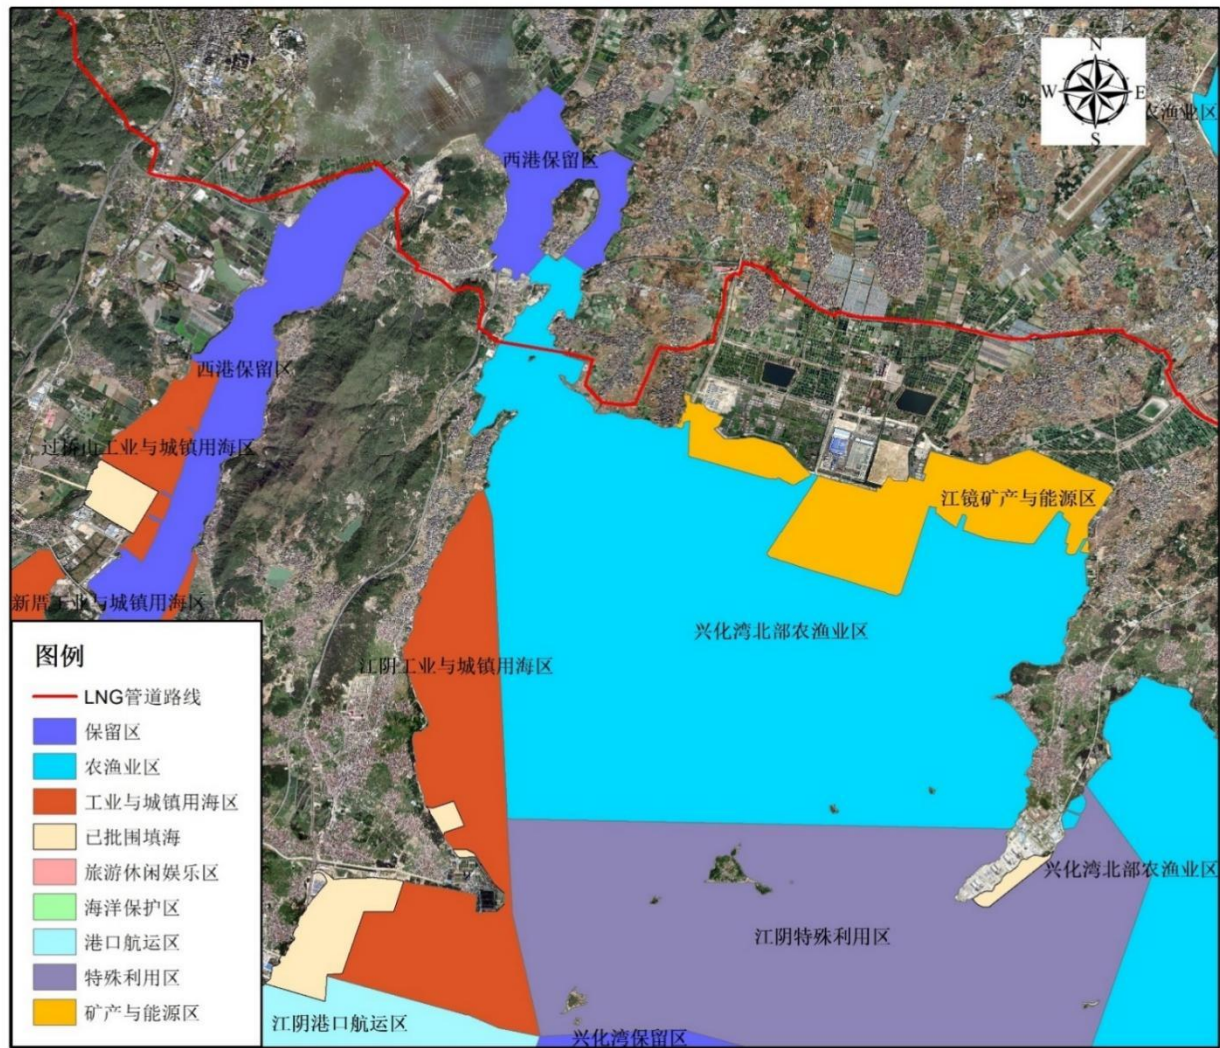 N
W E
S
农渔业区
西港保留区
西港保留区
过桥山工业与城镇用海区
江镜矿产与能源区
新厝工业与城镇用海区
兴化湾北部农渔业区
江阴工业与城镇用海区
兴化湾北部农渔业区
江阴特殊利用区
江阴港口航运区
兴化湾保留区
图例
LNG管道路线
保留区
农渔业区
工业与城镇用海区
已批围填海
旅游休闲娱乐区
海洋保护区
港口航运区
特殊利用区
矿产与能源区